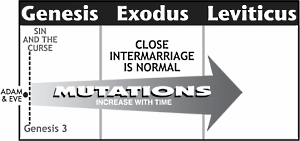 Genesis Exodus Leviticus
SIN
AND THE
CURSE
CLOSE
INTERMARRIAGE
IS NORMAL
ADAM
& EVE
MUTATIONS
INCREASE WITH TIME
Genesis 3